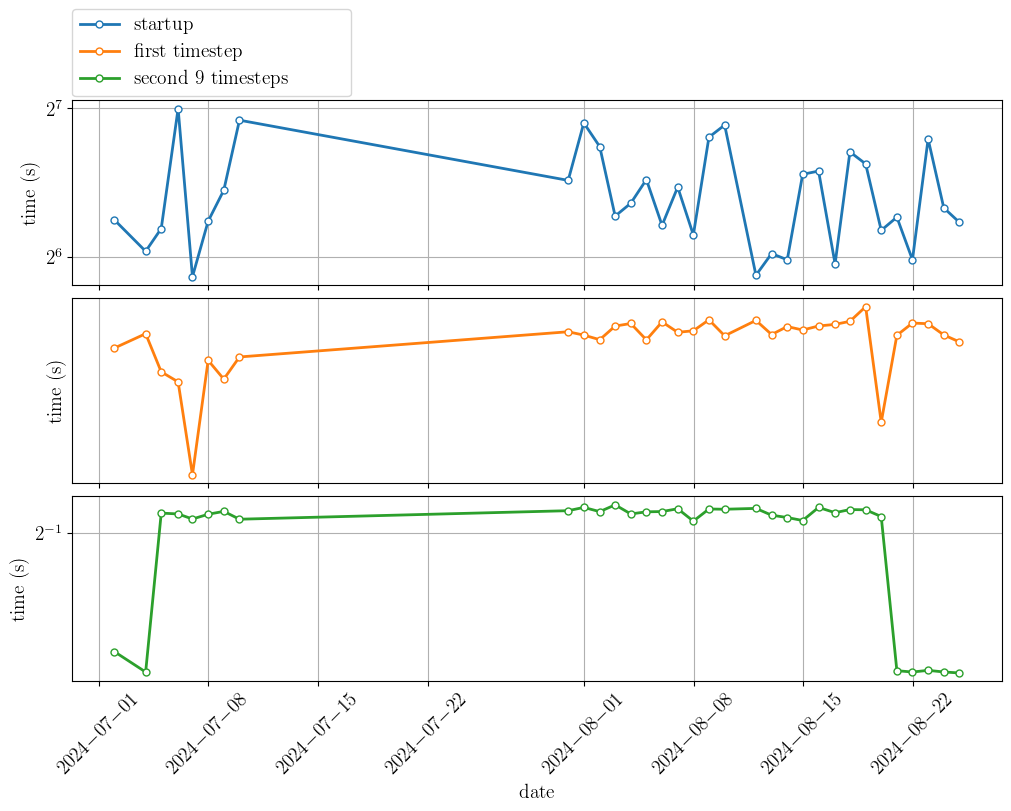 startup
first timestep
second 9 timesteps
2^7
2^6
time (s)
time (s)
2^{-1}
time (s)
2024−07−01
2024−07−08
2024−07−15
2024−07−22
2024−08−01
2024−08−08
2024−08−15
2024−08−22
date